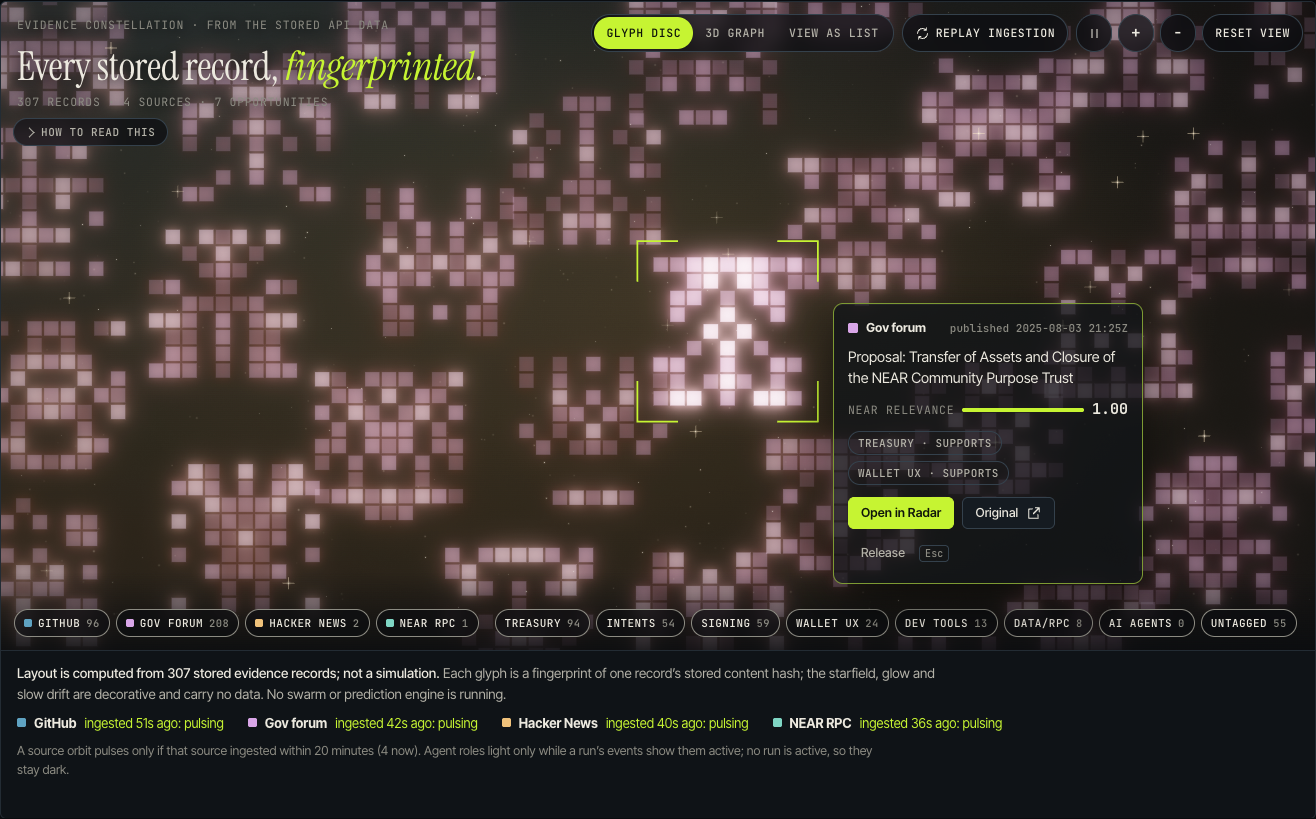 EVIDENCE CONSTELLATION · FROM THE STORED API DATA
Every stored record, fingerprinted.
307 RECORDS · 4 SOURCES · 7 OPPORTUNITIES
HOW TO READ THIS
GLYPH DISC
3D GRAPH
VIEW AS LIST
REPLAY INGESTION
+
-
RESET VIEW
Gov forum
published 2025-08-03 21:25Z
Proposal: Transfer of Assets and Closure of
the NEAR Community Purpose Trust
NEAR RELEVANCE 1.00
TREASURY · SUPPORTS
WALLET UX · SUPPORTS
Open in Radar
Original
Release Esc
GITHUB 96
GOV FORUM 208
HACKER NEWS 2
NEAR RPC 1
TREASURY 94
INTENTS 54
SIGNING 59
WALLET UX 24
DEV TOOLS 13
DATA/RPC 8
AI AGENTS 0
UNTAGGED 55
Layout is computed from 307 stored evidence records; not a simulation. Each glyph is a fingerprint of one record's stored content hash; the starfield, glow and
slow drift are decorative and carry no data. No swarm or prediction engine is running.
GitHub ingested 51s ago: pulsing
Gov forum ingested 42s ago: pulsing
Hacker News ingested 40s ago: pulsing
NEAR RPC ingested 36s ago: pulsing
A source orbit pulses only if that source ingested within 20 minutes (4 now). Agent roles light only while a run's events show them active; no run is active, so they
stay dark.